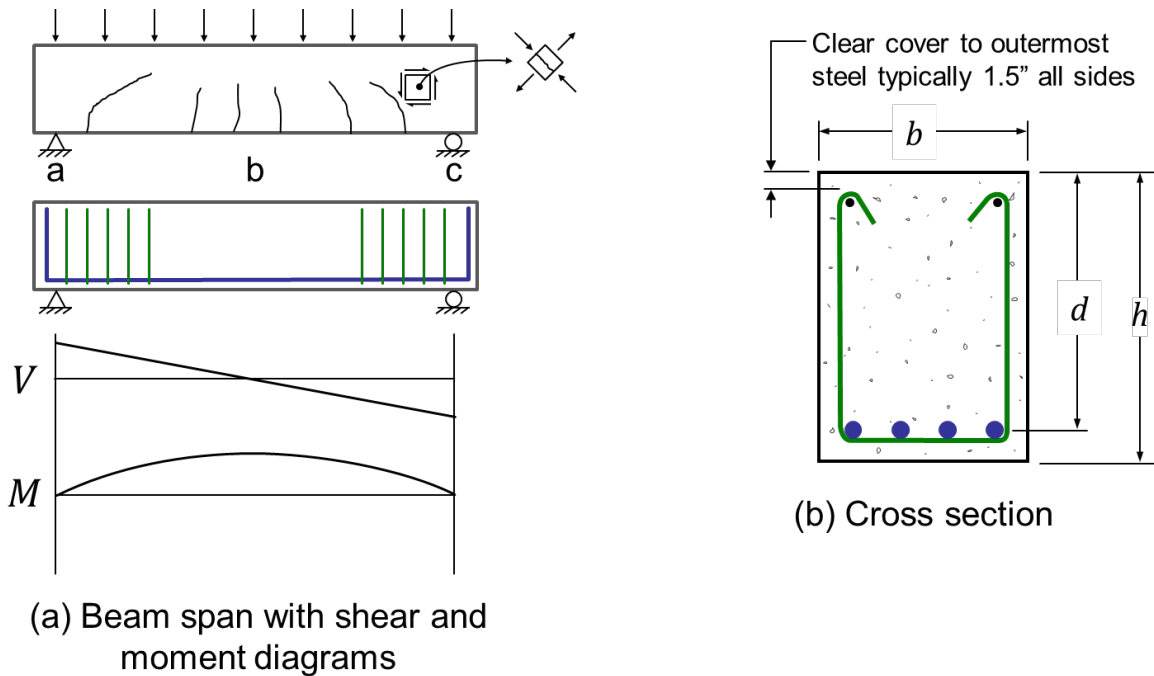 a
b
c
V
M
(a) Beam span with shear and
moment diagrams
Clear cover to outermost
steel typically 1.5” all sides
b
d
h
(b) Cross section